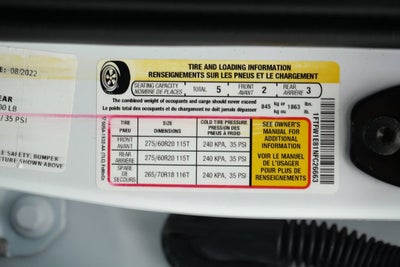 E: 08/2022
TIRE AND LOADING INFORMATION
RENSEIGNEMENTS SUR LES PNEUS ET LE CHARGEMENT
SEATING CAPACITY
NOMBRE DE PLACES
TOTAL 5
FRONT
AVANT 2
REAR
ARRIÈRE 3
The combined weight of occupants and cargo should never exceed
Le poids total des occupants et du chargement ne doit jamais dépasser
845 kg or
kg ou 1863 lbs.
EAR
00 LB
/ 35 PSI
TIRE
PNEU
SIZE
DIMENSIONS
COLD TIRE PRESSURE
PRESSION DES
PNEUS À FROID
FRONT
AVANT
275/60R20 115T
240 KPA, 35 PSI
REAR
ARRIÈRE
275/60R20 115T
240 KPA, 35 PSI
SPARE
DE SECOURS
265/70R18 116T
240 KPA, 35 PSI
SEE OWNER'S
MANUAL FOR
ADDITIONAL
INFORMATION
VOIR LE MANUEL
DE L'USAGER
POUR PLUS DE
RENSEIGNEMENTS
SAFETY, BUMPER
TURE SHOWN ABOVE